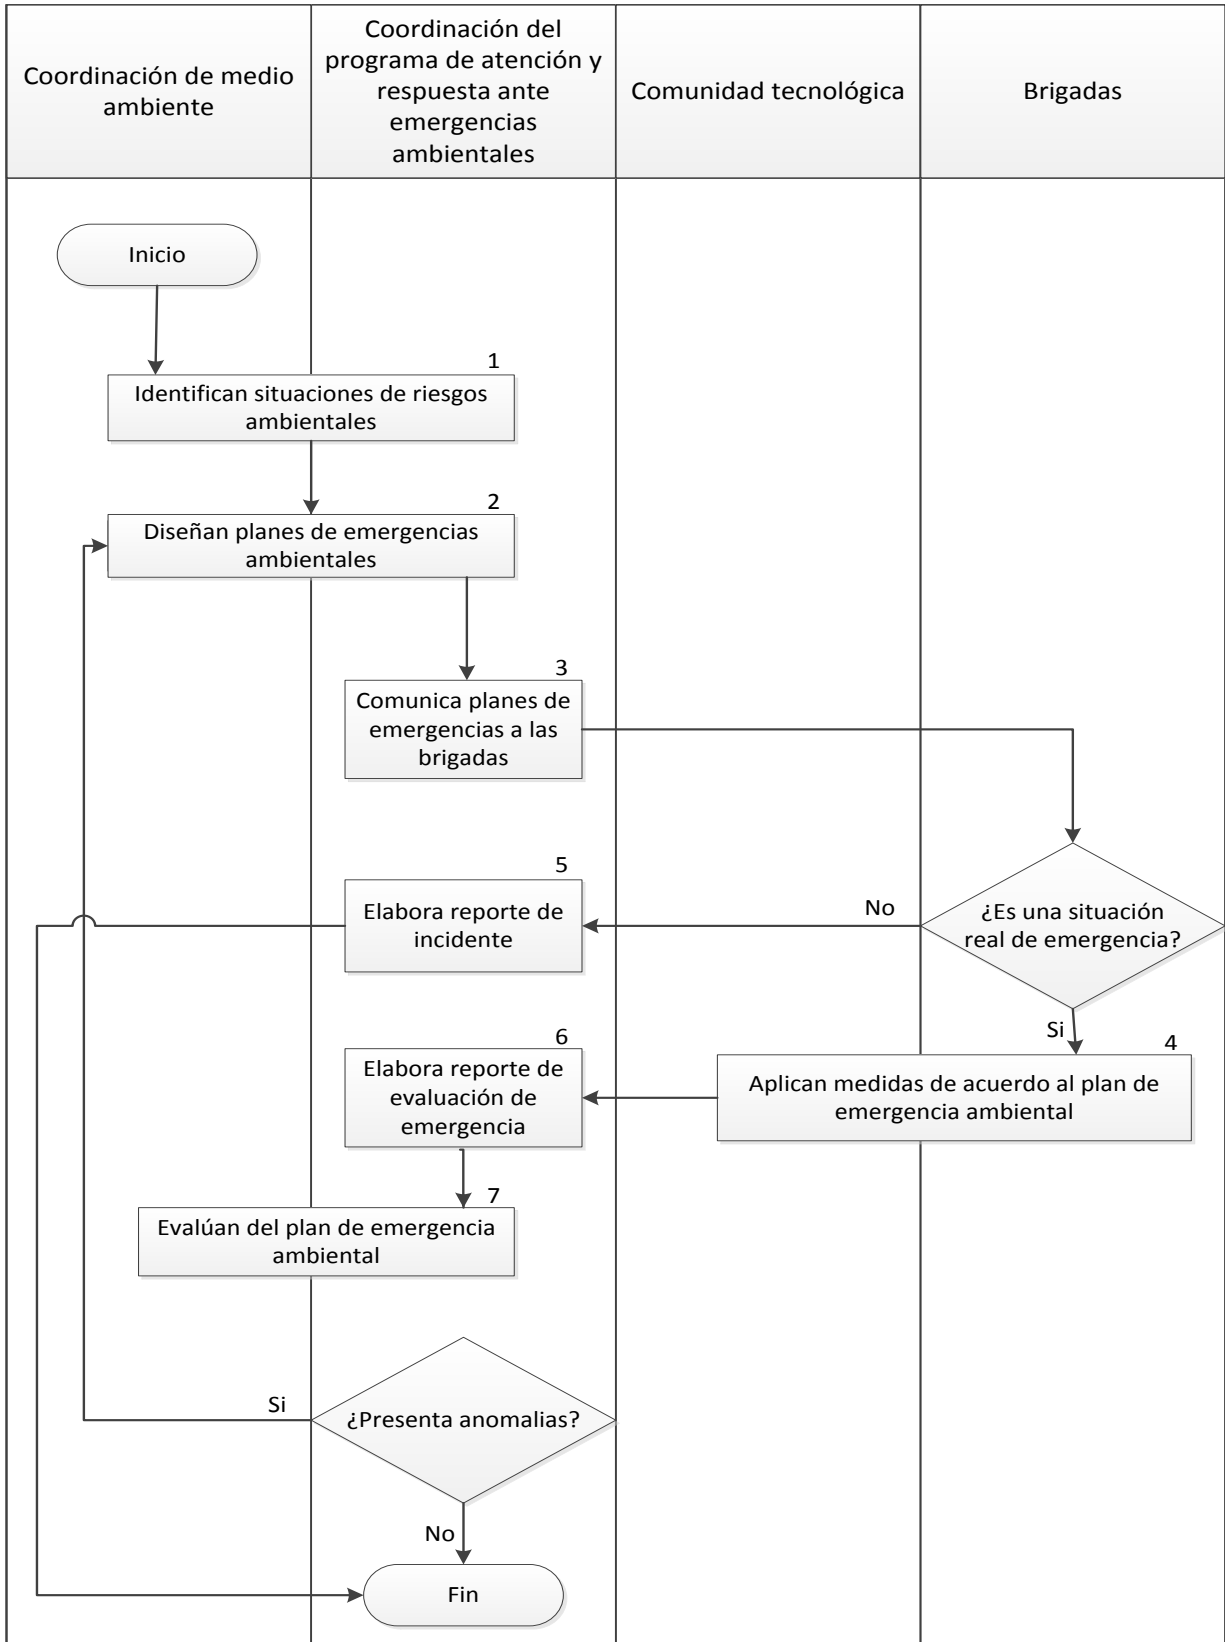 Coordinación de medio
ambiente
Coordinación del
programa de atención y
respuesta ante
emergencias
ambientales
Comunidad tecnológica
Brigadas
Inicio
1
Identifican situaciones de riesgos
ambientales
2
Diseñan planes de emergencias
ambientales
3
Comunica planes de
emergencias a las
brigadas
¿Es una situación
real de emergencia?
No
5
Elabora reporte de
incidente
Si
4
Aplican medidas de acuerdo al plan de
emergencia ambiental
6
Elabora reporte de
evaluación de
emergencia
7
Evalúan del plan de emergencia
ambiental
¿Presenta anomalias?
Si
No
Fin